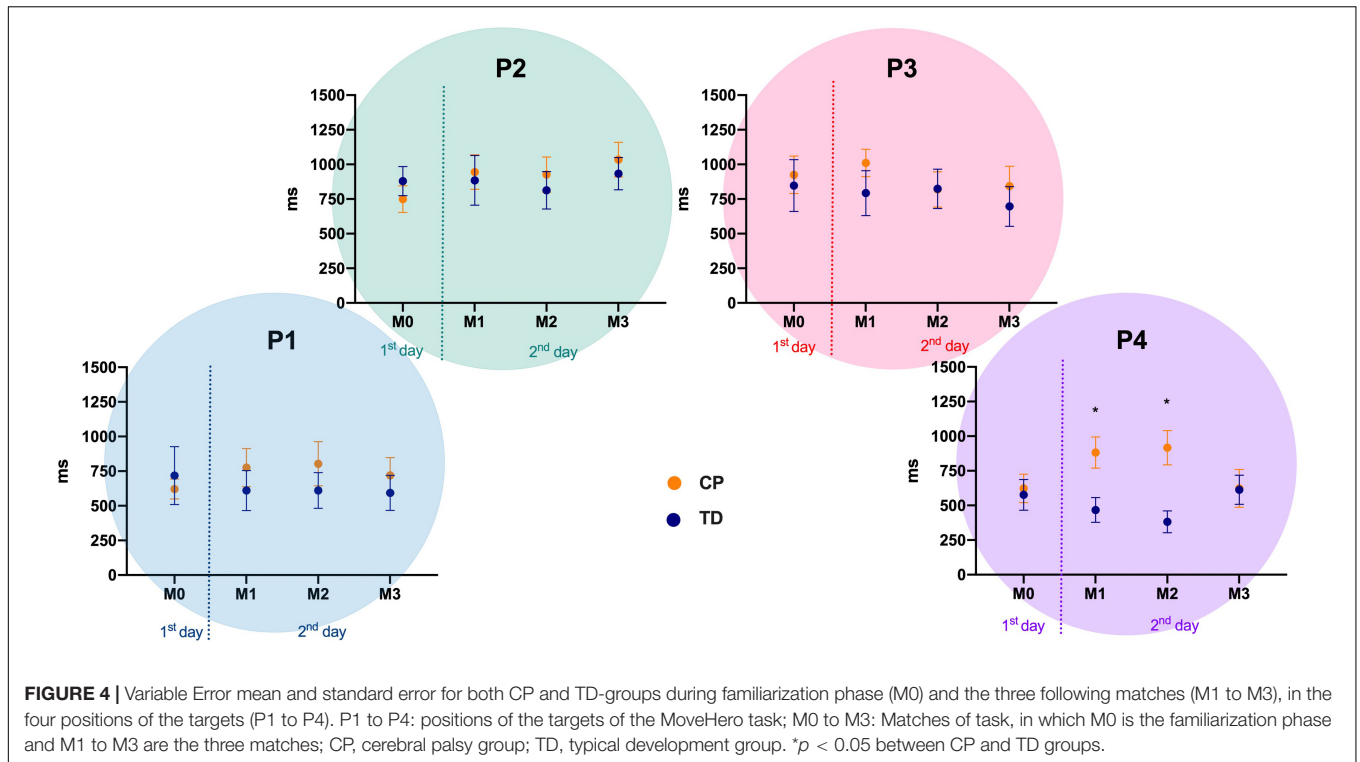 P2
1500
1250
1000
750
500
250
0
ms
M0 M1 M2 M3
1st day 2nd day
P3
1500
1250
1000
750
500
250
0
ms
M0 M1 M2 M3
1st day 2nd day
P1
1500
1250
1000
750
500
250
0
ms
M0 M1 M2 M3
1st day 2nd day
CP
TD
P4
1500
1250
1000
750
500
250
0
ms
* *
M0 M1 M2 M3
1st day 2nd day
FIGURE 4 | Variable Error mean and standard error for both CP and TD-groups during familiarization phase (M0) and the three following matches (M1 to M3), in the
four positions of the targets (P1 to P4). P1 to P4: positions of the targets of the MoveHero task; M0 to M3: Matches of task, in which M0 is the familiarization phase
and M1 to M3 are the three matches; CP, cerebral palsy group; TD, typical development group. *p < 0.05 between CP and TD groups.